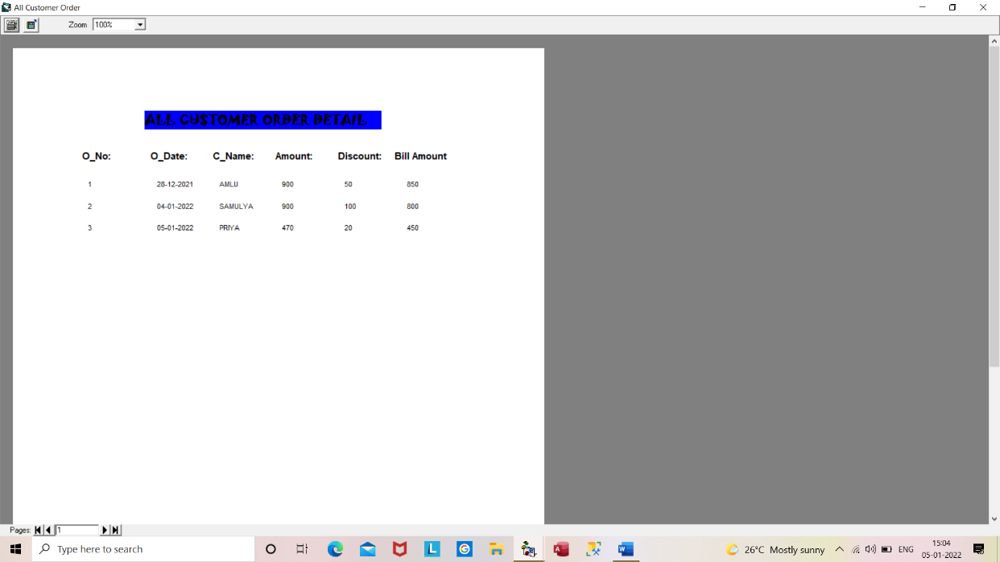 All Customer Order
Zoom 100%
ALL CUSTOMER ORDER DETAIL
O_No: O_Date: C_Name: Amount: Discount: Bill Amount
1 28-12-2021 AMLU 900 50 850
2 04-01-2022 SAMULYA 900 100 800
3 05-01-2022 PRIYA 470 20 450
Pages: 1
Type here to search
L
G
A
W
26°C Mostly sunny
ENG
15:04
05-01-2022